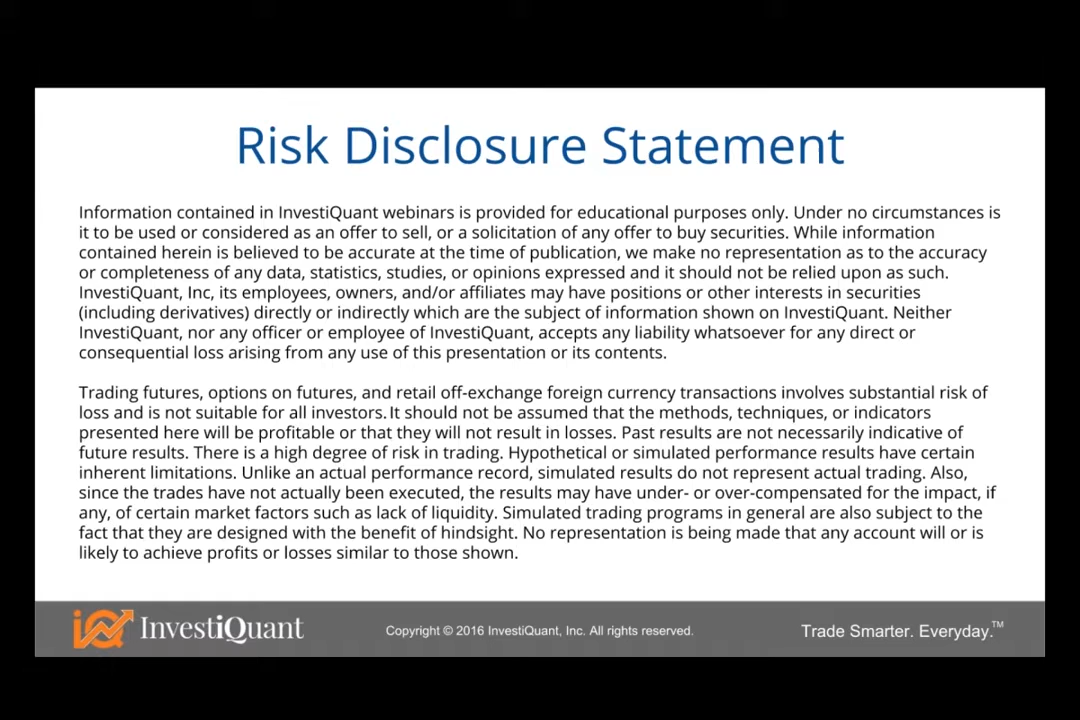 Risk Disclosure Statement
Information contained in InvestiQuant webinars is provided for educational purposes only. Under no circumstances is
it to be used or considered as an offer to sell, or a solicitation of any offer to buy securities. While information
contained herein is believed to be accurate at the time of publication, we make no representation as to the accuracy
or completeness of any data, statistics, studies, or opinions expressed and it should not be relied upon as such.
InvestiQuant, Inc, its employees, owners, and/or affiliates may have positions or other interests in securities
(including derivatives) directly or indirectly which are the subject of information shown on InvestiQuant. Neither
InvestiQuant, nor any officer or employee of InvestiQuant, accepts any liability whatsoever for any direct or
consequential loss arising from any use of this presentation or its contents.
Trading futures, options on futures, and retail off-exchange foreign currency transactions involves substantial risk of
loss and is not suitable for all investors. It should not be assumed that the methods, techniques, or indicators
presented here will be profitable or that they will not result in losses. Past results are not necessarily indicative of
future results. There is a high degree of risk in trading. Hypothetical or simulated performance results have certain
inherent limitations. Unlike an actual performance record, simulated results do not represent actual trading. Also,
since the trades have not actually been executed, the results may have under- or over-compensated for the impact, if
any, of certain market factors such as lack of liquidity. Simulated trading programs in general are also subject to the
fact that they are designed with the benefit of hindsight. No representation is being made that any account will or is
likely to achieve profits or losses similar to those shown.
iQ InvestiQuant
Copyright © 2016 InvestiQuant, Inc. All rights reserved.
Trade Smarter. Everyday.™